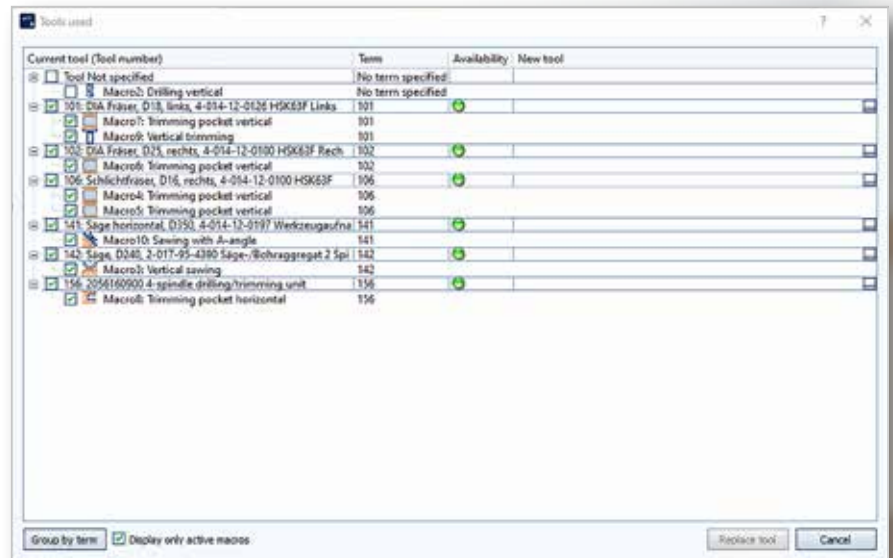 Tools used
Current tool (Tool number) Term Availability New tool
Tool Not specified No term specified
Macro2: Drilling vertical No term specified
101: DIA Fräser, D18, links, 4-014-12-0126 HSK63F Links 101
Macro7: Trimming pocket vertical 101
Macro9: Vertical trimming 101
102: DIA Fräser, D25, rechts, 4-014-12-0100 HSK63F Rech 102
Macro6: Trimming pocket vertical 102
106: Schlichtfräser, D16, rechts, 4-014-12-0100 HSK63F 106
Macro4: Trimming pocket vertical 106
Macro5: Trimming pocket vertical 106
141: Säge horizontal, D350, 4-014-12-0197 Werkzeugaufna 141
Macro10: Sawing with A-angle 141
142: Säge, D240, 2-017-95-4390 Säge-/Bohraggregat 2 Spi 142
Macro3: Vertical sawing 142
156: 2056160900 4-spindle drilling/trimming unit 156
Macro8: Trimming pocket horizontal 156
Group by term Display only active macros Replace tool Cancel